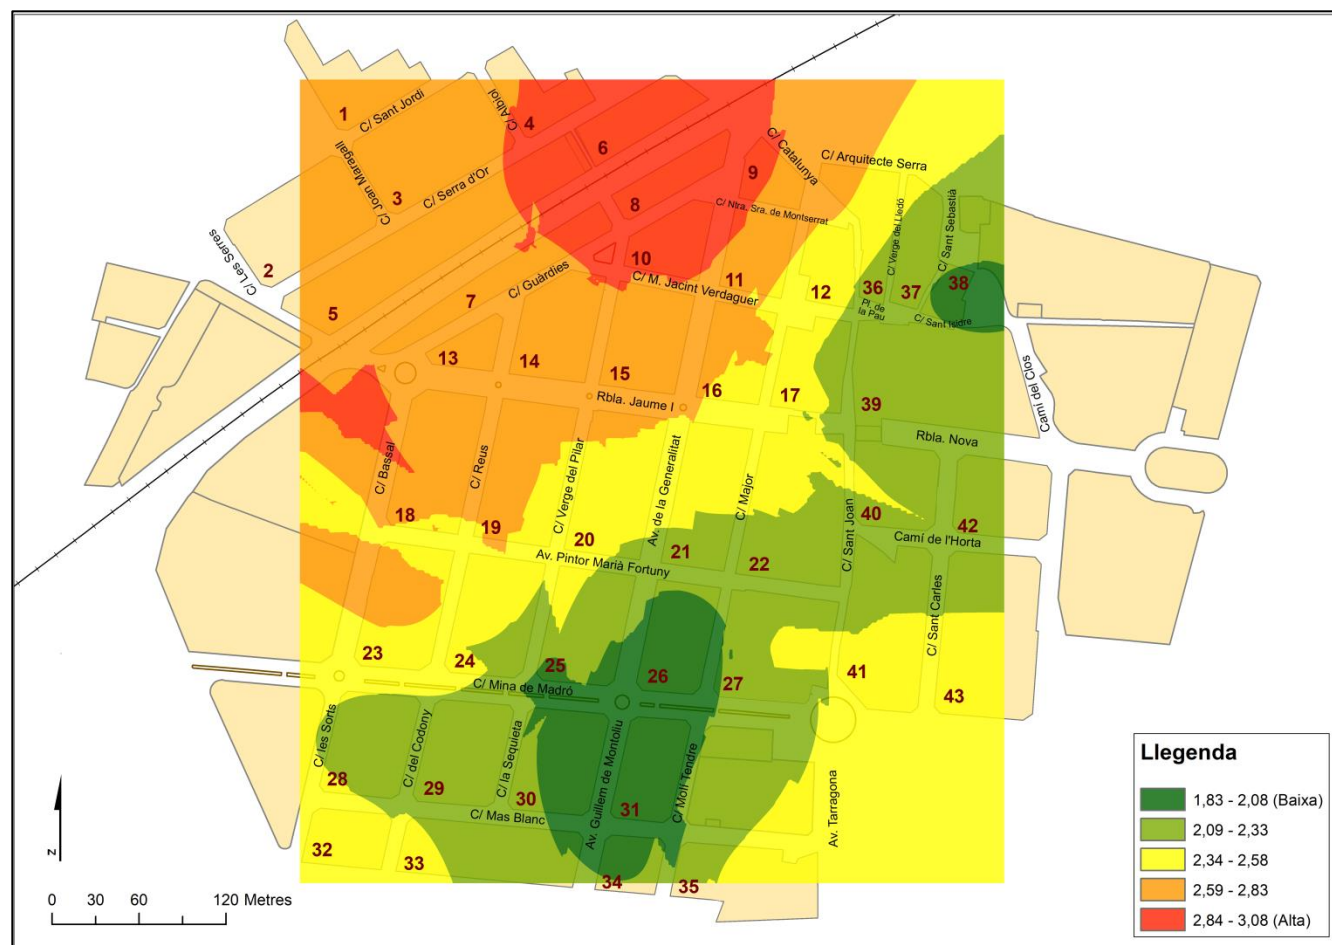 1
C/ Sant Jordi
C/ Albiol
4
6
C/ Joan Maragall
3
C/ Serra d'Or
9
C/ Catalunya
C/ Arquitecte Serra
8
C/ Ntra. Sra. de Montserrat
C/ Verge del Lledó
C/ Sant Sebastià
C/ Les Serres
2
5
7
C/ Guàrdies
10
C/ M. Jacint Verdaguer
11
12
36
37
38
Pl. de
la Pau
C/ Sant Isidre
Camí del Clos
13
14
15
16
17
39
Rbla. Jaume I
Rbla. Nova
C/ Bassal
C/ Reus
C/ Verge del Pilar
Av. de la Generalitat
C/ Major
C/ Sant Joan
18
19
20
21
22
40
42
Camí de l'Horta
Av. Pintor Marià Fortuny
C/ Sant Carles
23
24
25
26
27
41
43
C/ Mina de Madró
C/ les Sorts
C/ del Codony
C/ la Sequieta
Av. Guillem de Montoliu
C/ Molí Tendre
Av. Tarragona
28
29
30
31
C/ Mas Blanc
32
33
34
35
z
0 30 60 120 Metres
Llegenda
1,83 - 2,08 (Baixa)
2,09 - 2,33
2,34 - 2,58
2,59 - 2,83
2,84 - 3,08 (Alta)